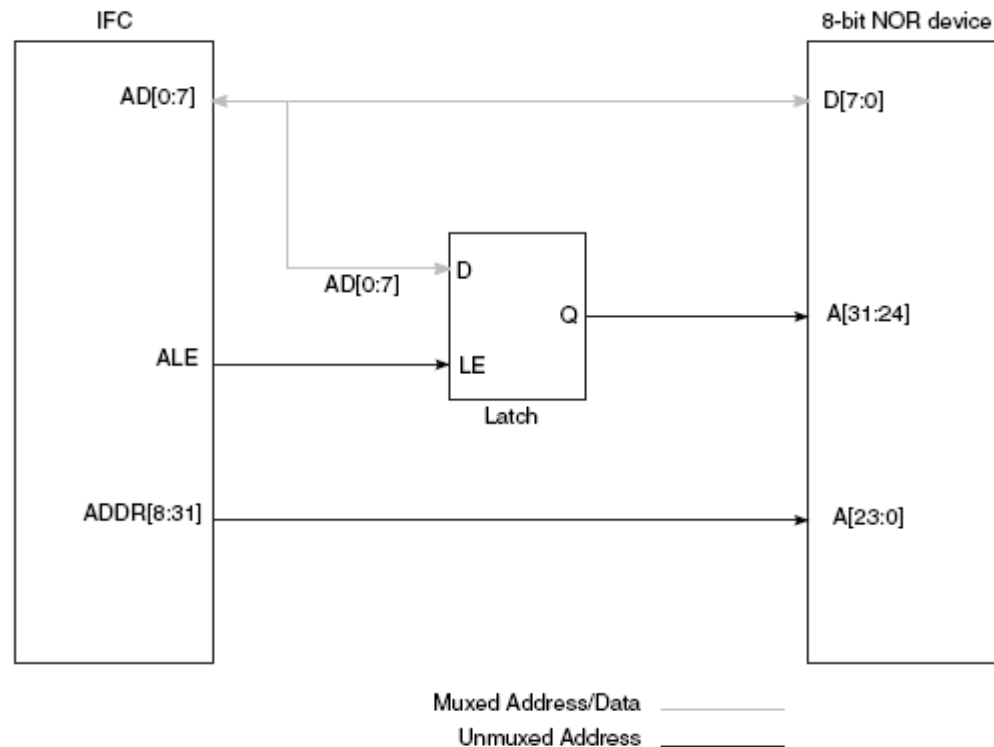 IFC
8-bit NOR device
AD[0:7]
D[7:0]
D
AD[0:7]
Q
A[31:24]
ALE
LE
Latch
ADDR[8:31]
A[23:0]
Muxed Address/Data
Unmuxed Address